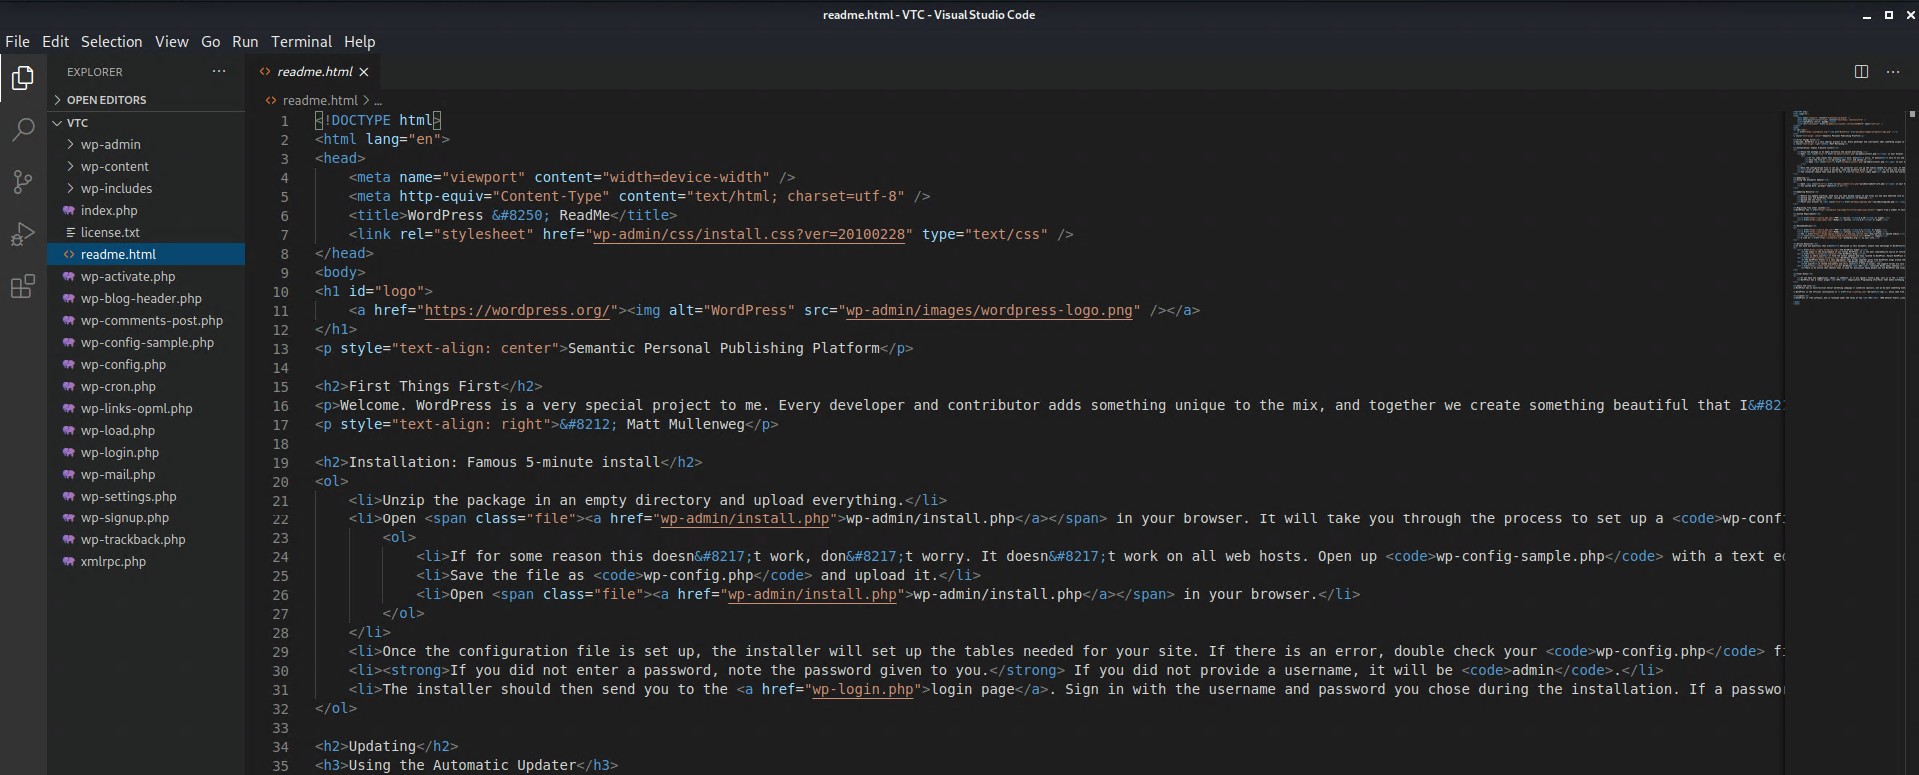 readme.html - VTC - Visual Studio Code
File Edit Selection View Go Run Terminal Help
EXPLORER
OPEN EDITORS
VTC
wp-admin
wp-content
wp-includes
index.php
license.txt
readme.html
wp-activate.php
wp-blog-header.php
wp-comments-post.php
wp-config-sample.php
wp-config.php
wp-cron.php
wp-links-opml.php
wp-load.php
wp-login.php
wp-mail.php
wp-settings.php
wp-signup.php
wp-trackback.php
xmlrpc.php
readme.html
readme.html > ...
1 <!DOCTYPE html>
2 <html lang="en">
3 <head>
4 <meta name="viewport" content="width=device-width" />
5 <meta http-equiv="Content-Type" content="text/html; charset=utf-8" />
6 <title>WordPress &#8250; ReadMe</title>
7 <link rel="stylesheet" href="wp-admin/css/install.css?ver=20100228" type="text/css" />
8 </head>
9 <body>
10 <h1 id="logo">
11 <a href="https://wordpress.org/"><img alt="WordPress" src="wp-admin/images/wordpress-logo.png" /></a>
12 </h1>
13 <p style="text-align: center">Semantic Personal Publishing Platform</p>
14
15 <h2>First Things First</h2>
16 <p>Welcome. WordPress is a very special project to me. Every developer and contributor adds something unique to the mix, and together we create something beautiful that I&#821
17 <p style="text-align: right">&#8212; Matt Mullenweg</p>
18
19 <h2>Installation: Famous 5-minute install</h2>
20 <ol>
21 <li>Unzip the package in an empty directory and upload everything.</li>
22 <li>Open <span class="file"><a href="wp-admin/install.php">wp-admin/install.php</a></span> in your browser. It will take you through the process to set up a <code>wp-conf
23 <ol>
24 <li>If for some reason this doesn&#8217;t work, don&#8217;t worry. It doesn&#8217;t work on all web hosts. Open up <code>wp-config-sample.php</code> with a text e
25 <li>Save the file as <code>wp-config.php</code> and upload it.</li>
26 <li>Open <span class="file"><a href="wp-admin/install.php">wp-admin/install.php</a></span> in your browser.</li>
27 </ol>
28 </li>
29 <li>Once the configuration file is set up, the installer will set up the tables needed for your site. If there is an error, double check your <code>wp-config.php</code> fi
30 <li><strong>If you did not enter a password, note the password given to you.</strong> If you did not provide a username, it will be <code>admin</code>.</li>
31 <li>The installer should then send you to the <a href="wp-login.php">login page</a>. Sign in with the username and password you chose during the installation. If a passwo
32 </ol>
33
34 <h2>Updating</h2>
35 <h3>Using the Automatic Updater</h3>